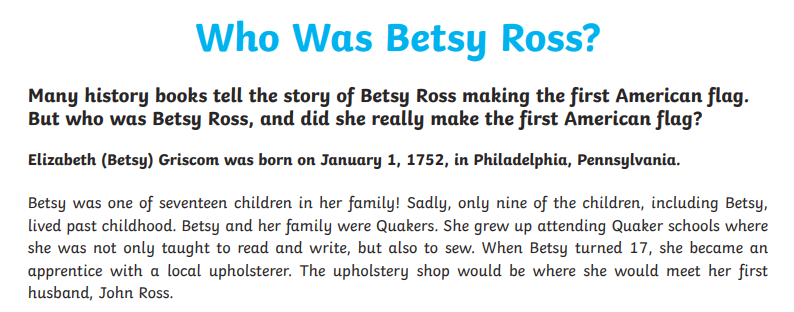 Who Was Betsy Ross?
Many history books tell the story of Betsy Ross making the first American flag.
But who was Betsy Ross, and did she really make the first American flag?
Elizabeth (Betsy) Griscom was born on January 1, 1752, in Philadelphia, Pennsylvania.
Betsy was one of seventeen children in her family! Sadly, only nine of the children, including Betsy,
lived past childhood. Betsy and her family were Quakers. She grew up attending Quaker schools where
she was not only taught to read and write, but also to sew. When Betsy turned 17, she became an
apprentice with a local upholsterer. The upholstery shop would be where she would meet her first
husband, John Ross.